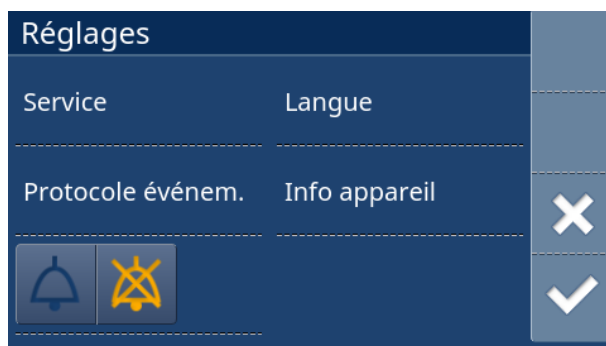 Réglages
Service
Langue
Protocole événem.
Info appareil